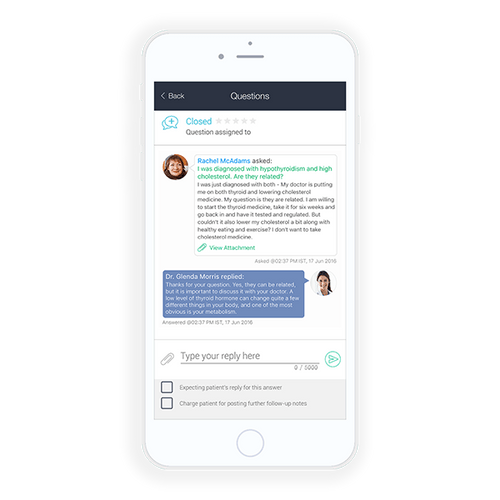 Back
Questions
Closed
Question assigned to
Rachel McAdams asked:
I was diagnosed with hypothyroidism and high
cholesterol. Are they related?
I was just diagnosed with both - My doctor is putting
me on both thyroid and lowering cholesterol
medicine. My question is they are related. I am willing
to start the thyroid medicine, take it for six weeks and
go back in and have it tested and regulated. But
couldn't it also lower my cholesterol a bit along with
healthy eating and exercise? I don't want to take
cholesterol medicine.
View Attachment
Asked @02:37 PM IST, 17 Jun 2016
Dr. Glenda Morris replied:
Thanks for your question. Yes, they can be related,
but it is important to discuss it with your doctor. A
low level of thyroid hormone can change quite a few
different things in your body, and one of the most
obvious is your metabolism.
Answered @02:37 PM IST, 17 Jun 2016
Type your reply here
0 / 1000
Expecting patient's reply for this answer
Charge patient for posting further follow-up notes